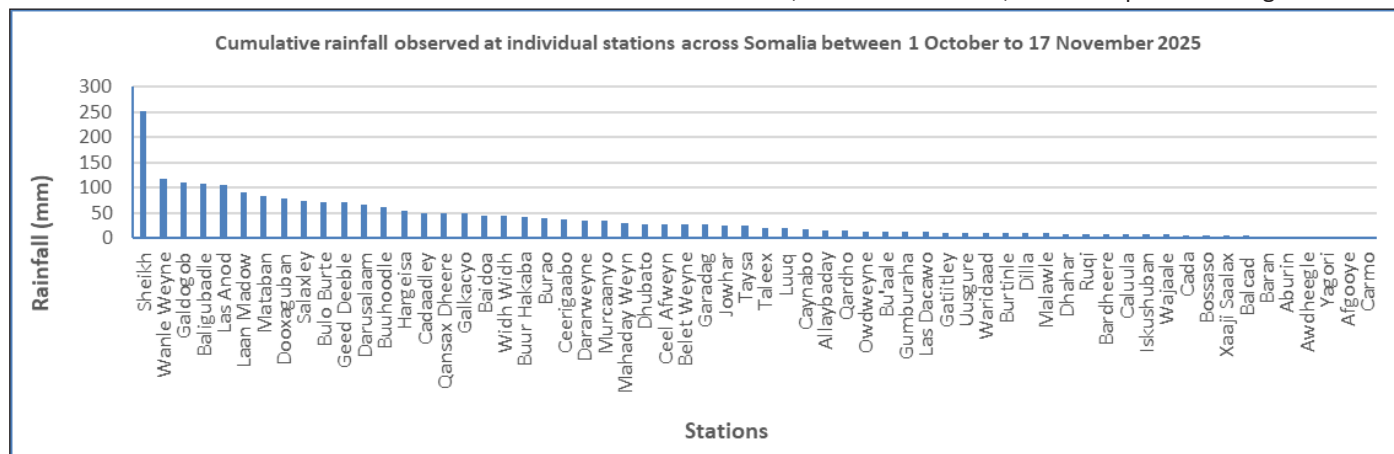 Cumulative rainfall observed at individual stations across Somalia between 1 October to 17 November 2025
Rainfall (mm)
300
250
200
150
100
50
0
Sheikh
Wanle Weyne
Galdogob
Baligubadle
Las Anod
Laan Madow
Mataban
Dooxaguban
Salaxley
Bulo Burte
Geed Deeble
Darusalaam
Buuhoodle
Hargeisa
Cadaadley
Qansax Dheere
Galkacyo
Baidoa
Widh Widh
Buur Hakaba
Burao
Ceerigaabo
Dararweyne
Murcaanyo
Mahaday Weyn
Dhubato
Ceel Afweyn
Belet Weyne
Garadag
Jowhar
Taysa
Taleex
Luuq
Caynabo
Allaybaday
Qardho
Owdweyne
Bu'aale
Gumburaha
Las Dacawo
Gatiitley
Uusgure
Waridaad
Burtinle
Dilla
Malawle
Dhahar
Ruqi
Bardheere
Caluula
Iskushuban
Wajaale
Cada
Bossaso
Xaaji Saalax
Balcad
Baran
Aburin
Awdheegle
Yagori
Afgooye
Carmo
Stations